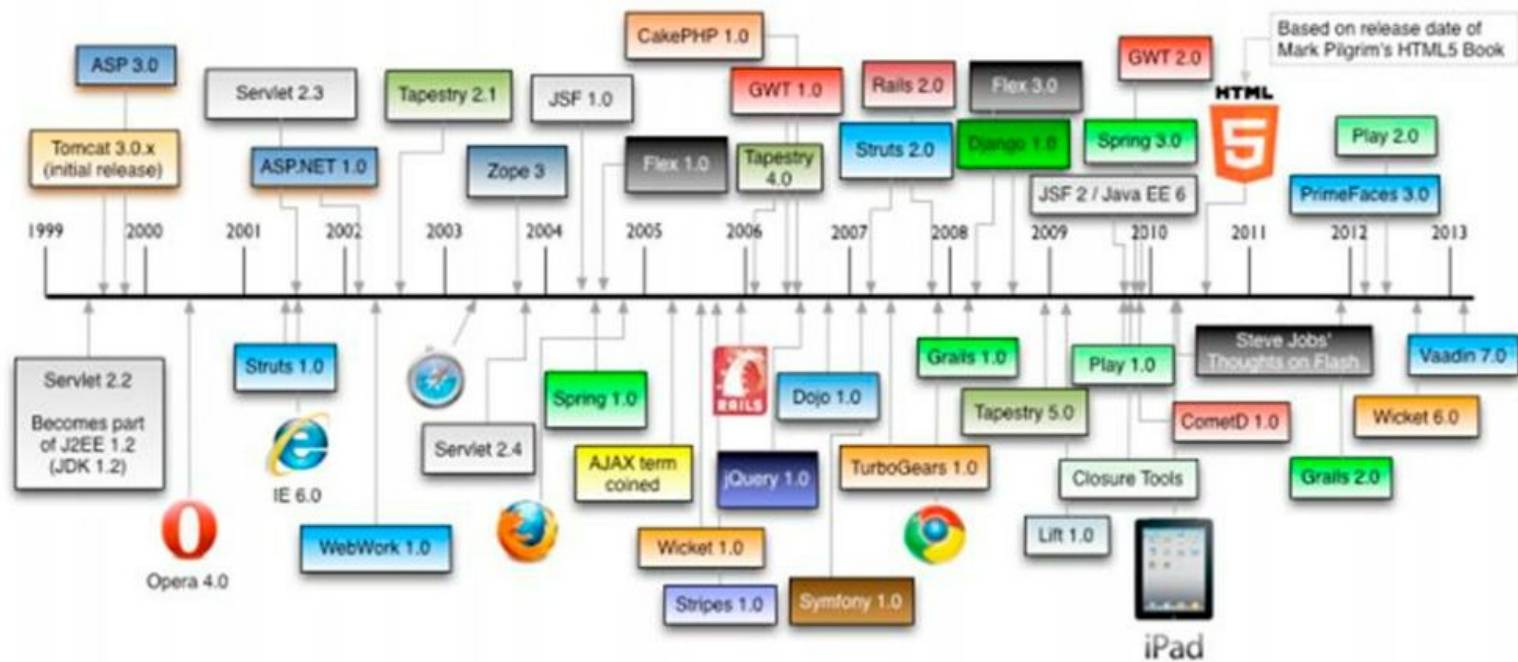 CakePHP 1.0
Based on release date of
Mark Pilgrim's HTML5 Book
ASP 3.0
GWT 2.0
Servlet 2.3
Tapestry 2.1
JSF 1.0
GWT 1.0
Rails 2.0
Flex 3.0
HTML
5
Tomcat 3.0.x
(initial release)
ASP.NET 1.0
Zope 3
Flex 1.0
Tapestry
4.0
Struts 2.0
Django 1.0
Spring 3.0
Play 2.0
JSF 2 / Java EE 6
PrimeFaces 3.0
1999 2000 2001 2002 2003 2004 2005 2006 2007 2008 2009 2010 2011 2012 2013
Servlet 2.2
Becomes part
of J2EE 1.2
(JDK 1.2)
Struts 1.0
Spring 1.0
RAILS
Dojo 1.0
Grails 1.0
Play 1.0
Steve Jobs'
Thoughts on Flash
Vaadin 7.0
Tapestry 5.0
CometD 1.0
Wicket 6.0
IE 6.0
Servlet 2.4
AJAX term
coined
jQuery 1.0
TurboGears 1.0
Closure Tools
Grails 2.0
Opera 4.0
WebWork 1.0
Wicket 1.0
Lift 1.0
Stripes 1.0
Symfony 1.0
iPad